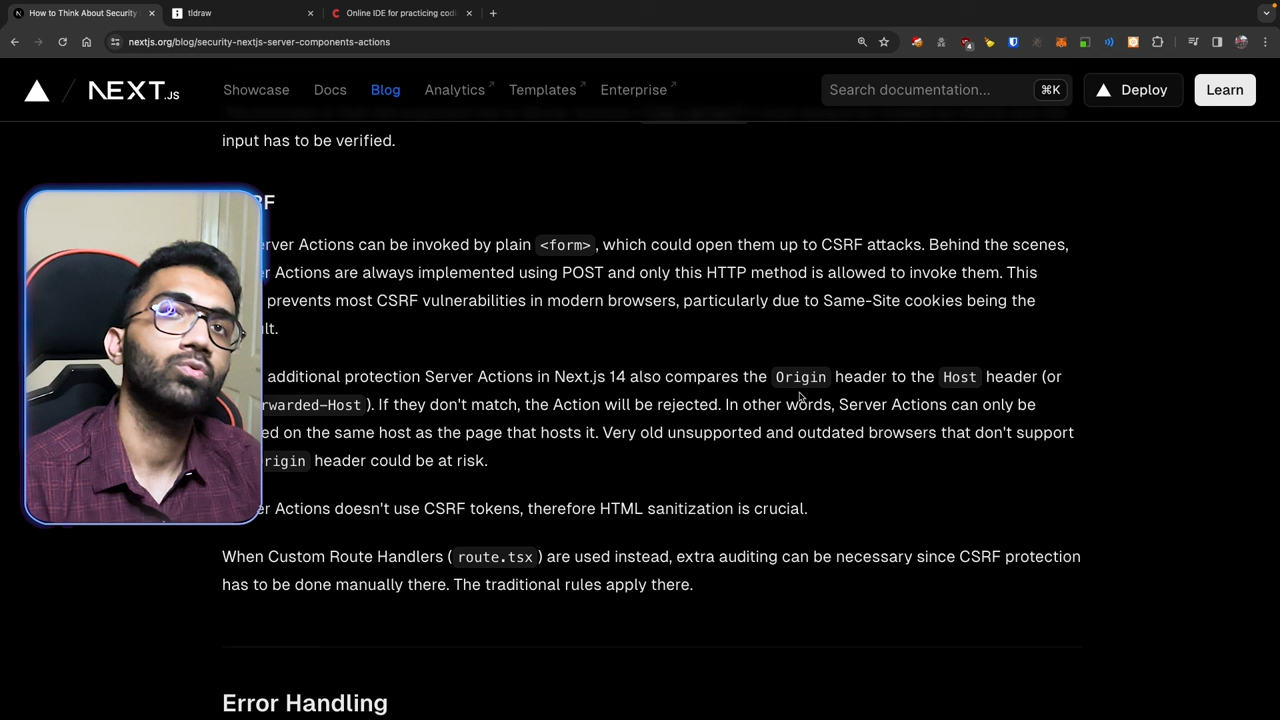 How to Think About Security
tldraw
Online IDE for practicing codi
nextjs.org/blog/security-nextjs-server-components-actions
NEXT.JS
Showcase
Docs
Blog
Analytics
Templates
Enterprise
Search documentation...
⌘K
Deploy
Learn
input has to be verified.
RF
erver Actions can be invoked by plain <form>, which could open them up to CSRF attacks. Behind the scenes,
er Actions are always implemented using POST and only this HTTP method is allowed to invoke them. This
prevents most CSRF vulnerabilities in modern browsers, particularly due to Same-Site cookies being the
ult.
additional protection Server Actions in Next.js 14 also compares the Origin header to the Host header (or
rwarded-Host). If they don't match, the Action will be rejected. In other words, Server Actions can only be
ed on the same host as the page that hosts it. Very old unsupported and outdated browsers that don't support
rigin header could be at risk.
er Actions doesn't use CSRF tokens, therefore HTML sanitization is crucial.
When Custom Route Handlers (route.tsx) are used instead, extra auditing can be necessary since CSRF protection
has to be done manually there. The traditional rules apply there.
Error Handling